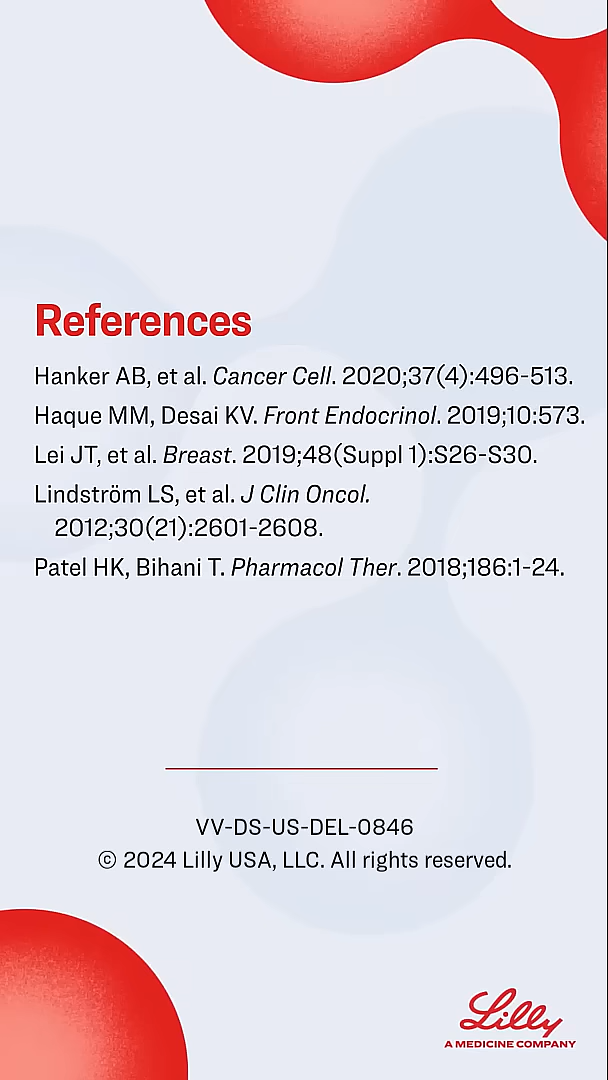 References
Hanker AB, et al. Cancer Cell. 2020;37(4):496-513.
Haque MM, Desai KV. Front Endocrinol. 2019;10:573.
Lei JT, et al. Breast. 2019;48(Suppl 1):S26-S30.
Lindström LS, et al. J Clin Oncol.
2012;30(21):2601-2608.
Patel HK, Bihani T. Pharmacol Ther. 2018;186:1-24.
VV-DS-US-DEL-0846
© 2024 Lilly USA, LLC. All rights reserved.
Lilly
A MEDICINE COMPANY